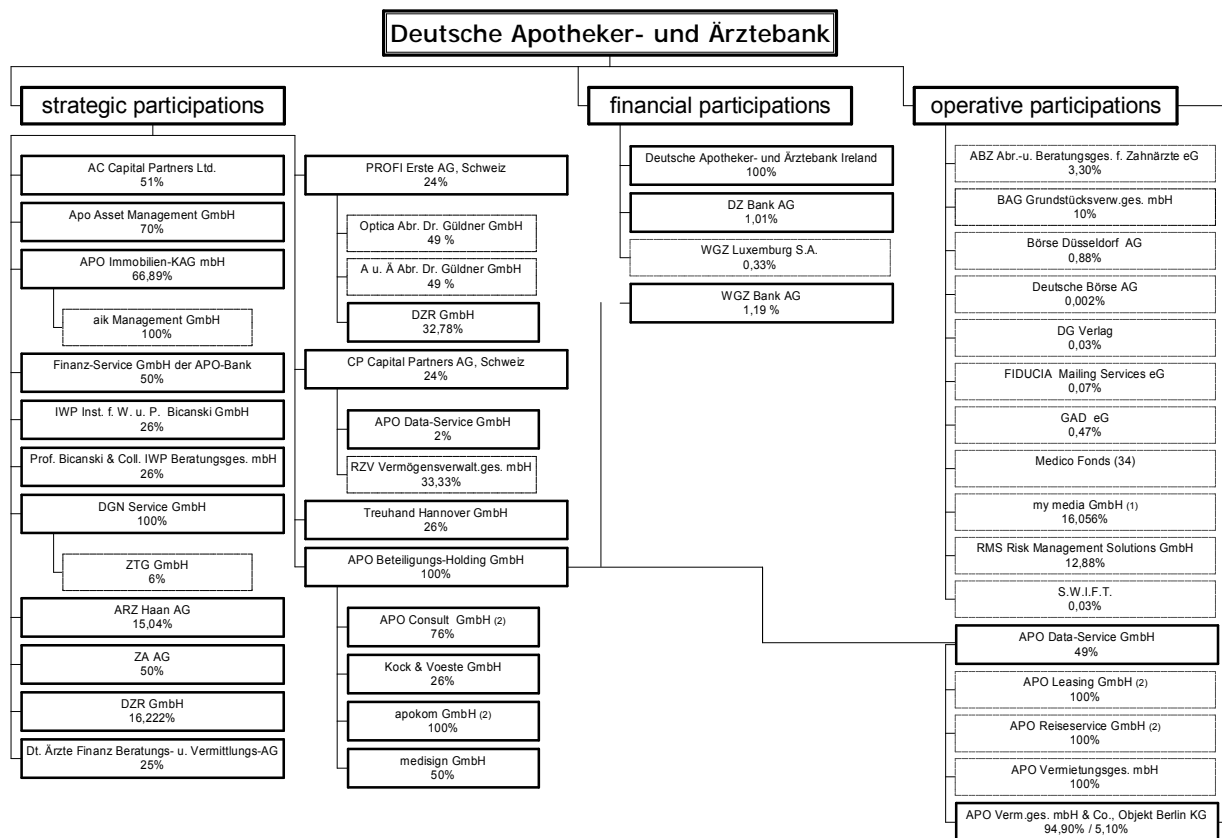 Deutsche Apotheker- und Ärztebank
strategic participations
AC Capital Partners Ltd.
51%
Apo Asset Management GmbH
70%
APO Immobilien-KAG mbH
66,89%
aik Management GmbH
100%
Finanz-Service GmbH der APO-Bank
50%
IWP Inst. f. W. u. P. Bicanski GmbH
26%
Prof. Bicanski & Coll. IWP Beratungsges. mbH
26%
DGN Service GmbH
100%
ZTG GmbH
6%
ARZ Haan AG
15,04%
ZA AG
50%
DZR GmbH
16,222%
Dt. Ärzte Finanz Beratungs- u. Vermittlungs-AG
25%
PROFI Erste AG, Schweiz
24%
Optica Abr. Dr. Güldner GmbH
49 %
A u. Ä Abr. Dr. Güldner GmbH
49 %
DZR GmbH
32,78%
CP Capital Partners AG, Schweiz
24%
APO Data-Service GmbH
2%
RZV Vermögensverwalt.ges. mbH
33,33%
Treuhand Hannover GmbH
26%
APO Beteiligungs-Holding GmbH
100%
APO Consult GmbH (2)
76%
Kock & Voeste GmbH
26%
apokom GmbH (2)
100%
medisign GmbH
50%
financial participations
Deutsche Apotheker- und Ärztebank Ireland
100%
DZ Bank AG
1,01%
WGZ Luxemburg S.A.
0,33%
WGZ Bank AG
1,19 %
operative participations
ABZ Abr.-u. Beratungsges. f. Zahnärzte eG
3,30%
BAG Grundstücksverw.ges. mbH
10%
Börse Düsseldorf AG
0,88%
Deutsche Börse AG
0,002%
DG Verlag
0,03%
FIDUCIA Mailing Services eG
0,07%
GAD eG
0,47%
Medico Fonds (34)
my media GmbH (1)
16,056%
RMS Risk Management Solutions GmbH
12,88%
S.W.I.F.T.
0,03%
APO Data-Service GmbH
49%
APO Leasing GmbH (2)
100%
APO Reiseservice GmbH (2)
100%
APO Vermietungsges. mbH
100%
APO Verm.ges. mbH & Co., Objekt Berlin KG
94,90% / 5,10%